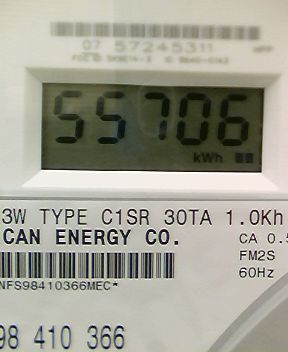 07 57245311
55706
kWh
3W TYPE C1SR 30TA 1.0Kh
CAN ENERGY CO.
CA 0.5
FM2S
60Hz
NFS98410366MEC*
98 410 366